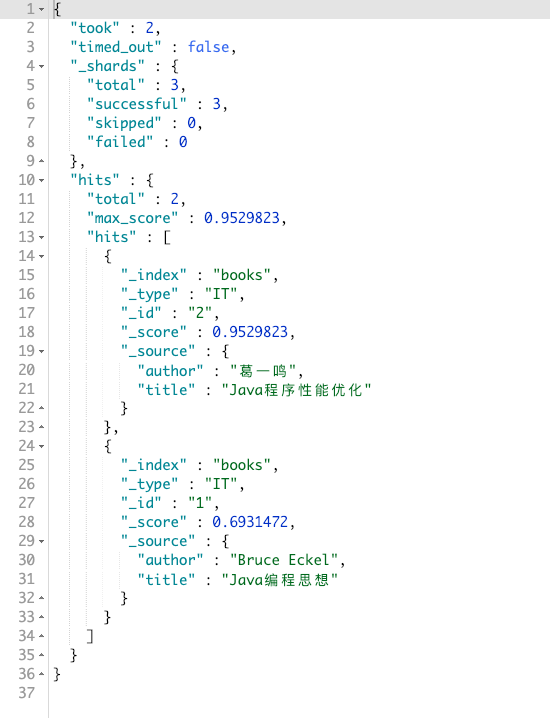 1 {
2 "took" : 2,
3 "timed_out" : false,
4 "_shards" : {
5 "total" : 3,
6 "successful" : 3,
7 "skipped" : 0,
8 "failed" : 0
9 },
10 "hits" : {
11 "total" : 2,
12 "max_score" : 0.9529823,
13 "hits" : [
14 {
15 "_index" : "books",
16 "_type" : "IT",
17 "_id" : "2",
18 "_score" : 0.9529823,
19 "_source" : {
20 "author" : "葛一鸣",
21 "title" : "Java程序性能优化"
22 }
23 },
24 {
25 "_index" : "books",
26 "_type" : "IT",
27 "_id" : "1",
28 "_score" : 0.6931472,
29 "_source" : {
30 "author" : "Bruce Eckel",
31 "title" : "Java编程思想"
32 }
33 }
34 ]
35 }
36 }
37